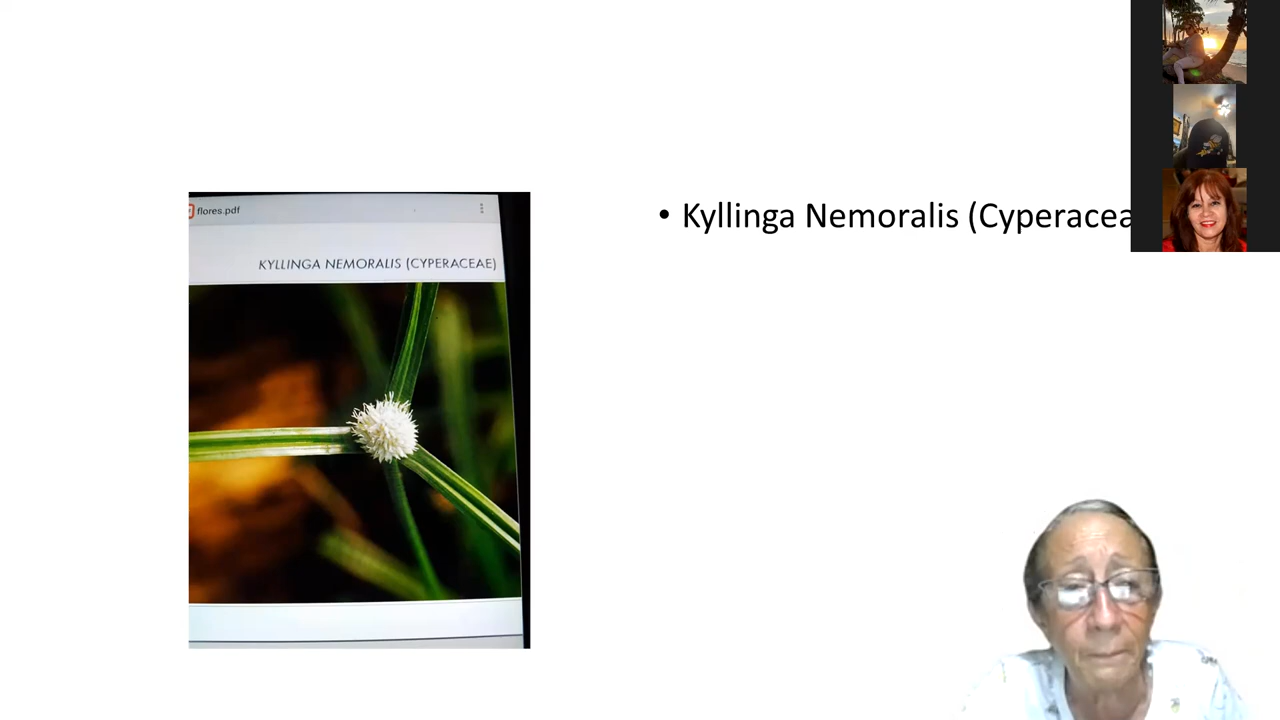 flores.pdf
KYLLINGA NEMORALIS (CYPERACEAE)
• Kyllinga Nemoralis (Cyperacea